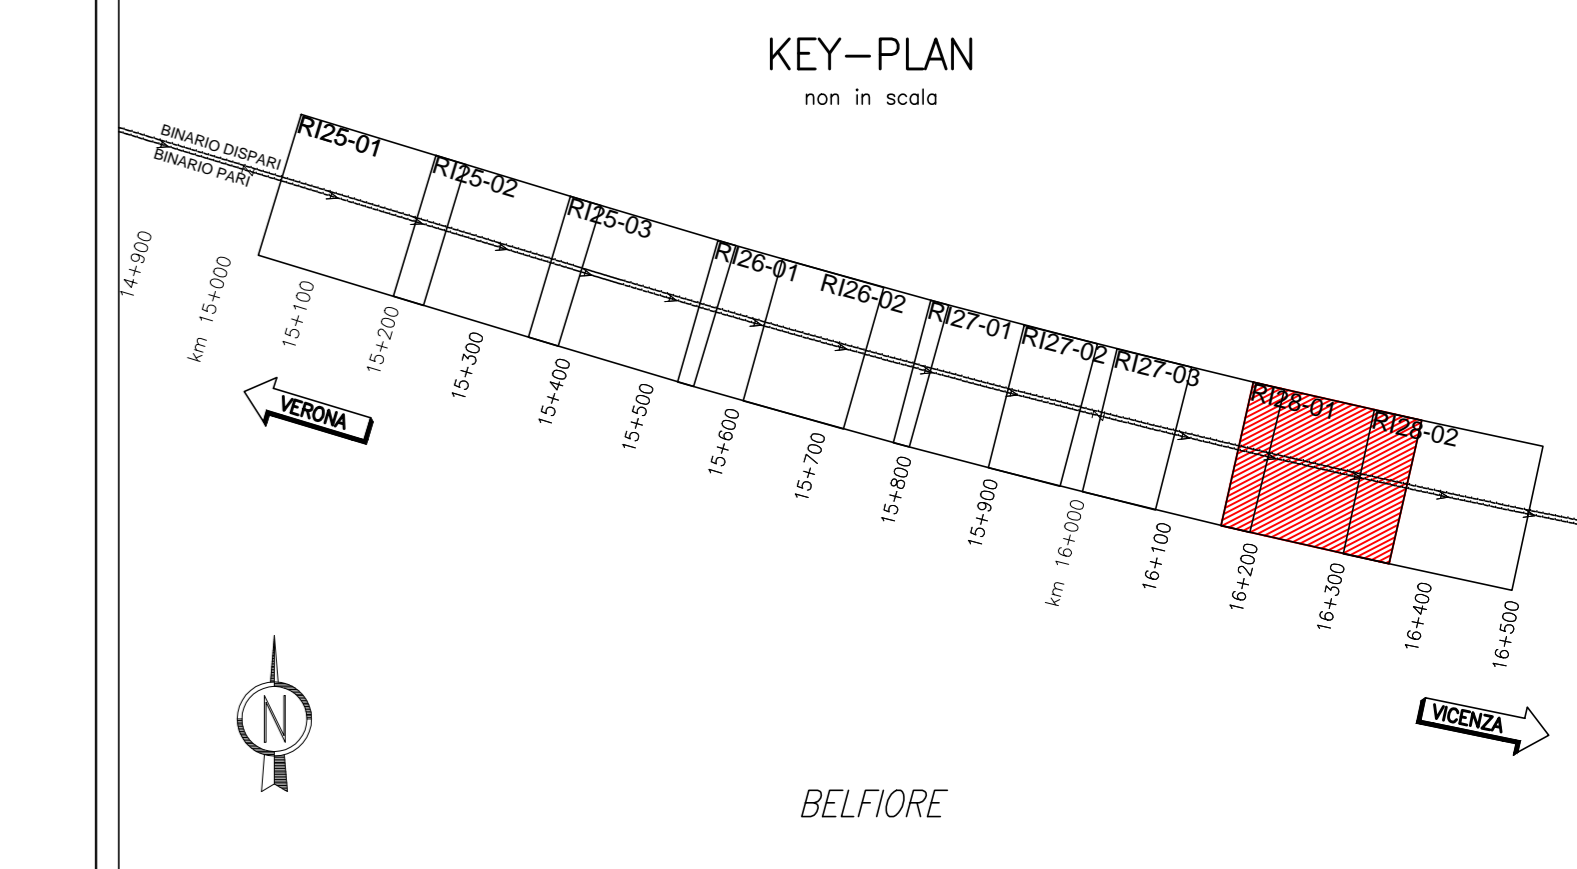 KEY-PLAN
non in scala
BINARIO DISPARI
BINARIO PARI
RI25-01
RI25-02
RI25-03
RI26-01
RI26-02
RI27-01
RI27-02
RI27-03
RI28-01
RI28-02
14+900
km 15+000
15+100
15+200
15+300
15+400
15+500
15+600
15+700
15+800
15+900
km 16+000
16+100
16+200
16+300
16+400
16+500
VERONA
VICENZA
N
BELFIORE